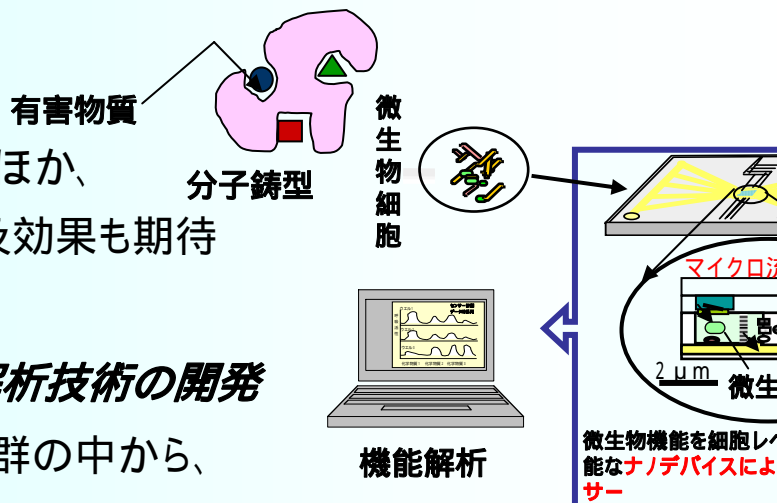 有害物質
ほか、
分子鋳型
微生物細胞
及効果も期待
マイクロ流
2 μm
微生
解析技術の開発
群の中から、
機能解析
微生物機能を細胞レベ
能なナノデバイスによ
サー